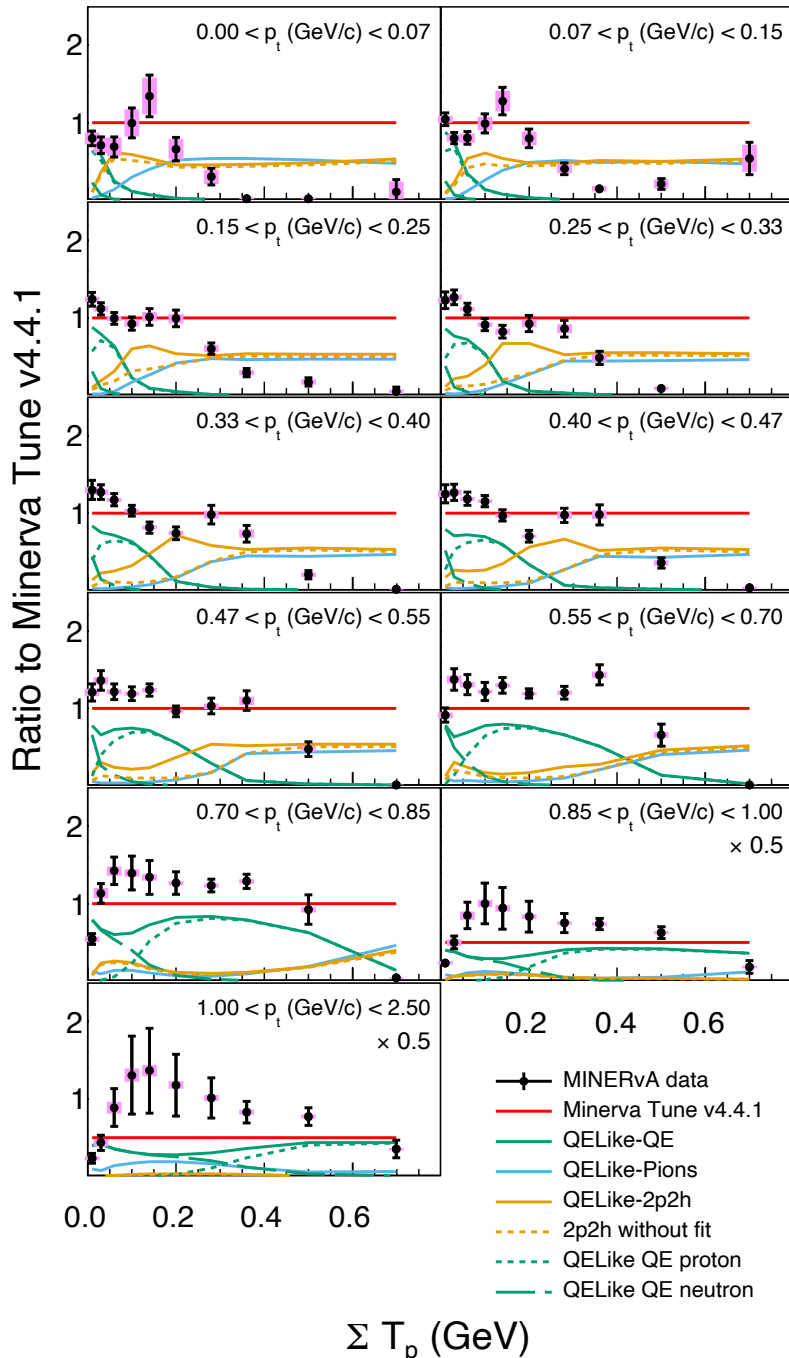 Ratio to Minerva Tune v4.4.1
0.00 < p_t (GeV/c) < 0.07
0.07 < p_t (GeV/c) < 0.15
2
1
0.15 < p_t (GeV/c) < 0.25
0.25 < p_t (GeV/c) < 0.33
2
1
0.33 < p_t (GeV/c) < 0.40
0.40 < p_t (GeV/c) < 0.47
2
1
0.47 < p_t (GeV/c) < 0.55
0.55 < p_t (GeV/c) < 0.70
2
1
0.70 < p_t (GeV/c) < 0.85
0.85 < p_t (GeV/c) < 1.00
× 0.5
2
1
1.00 < p_t (GeV/c) < 2.50
× 0.5
2
1
0.2 0.4 0.6
0.0 0.2 0.4 0.6
MINERvA data
Minerva Tune v4.4.1
QELike-QE
QELike-Pions
QELike-2p2h
2p2h without fit
QELike QE proton
QELike QE neutron
Σ T_p (GeV)